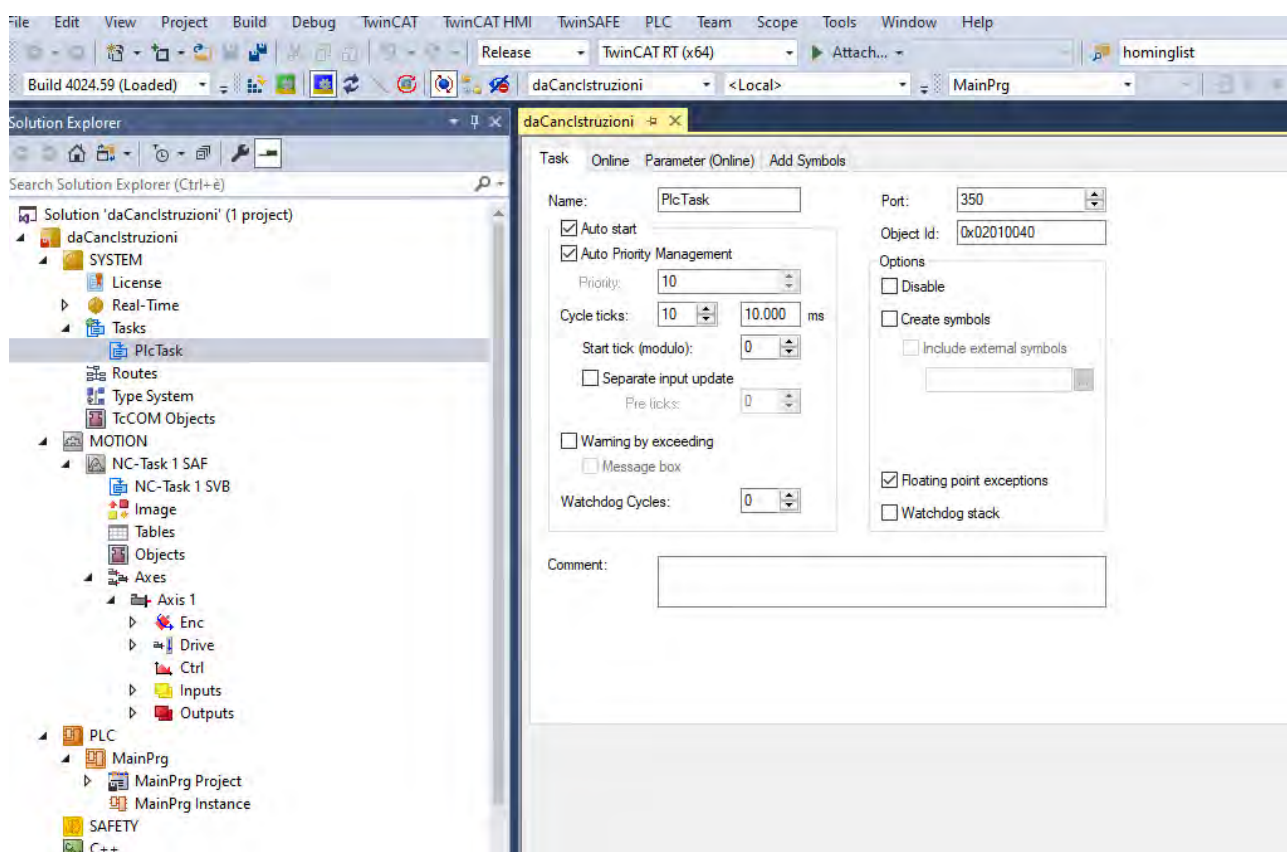 File Edit View Project Build Debug TwinCAT TwinCAT HMI TwinSAFE PLC Team Scope Tools Window Help
Release TwinCAT RT (x64) Attach... hominglist
Build 4024.59 (Loaded) daCancIstruzioni <Local> MainPrg
Solution Explorer
Search Solution Explorer (Ctrl+è)
Solution 'daCancIstruzioni' (1 project)
daCancIstruzioni
SYSTEM
License
Real-Time
Tasks
PlcTask
Routes
Type System
TcCOM Objects
MOTION
NC-Task 1 SAF
NC-Task 1 SVB
Image
Tables
Objects
Axes
Axis 1
Enc
Drive
Ctrl
Inputs
Outputs
PLC
MainPrg
MainPrg Project
MainPrg Instance
SAFETY
C++
daCancIstruzioni
Task Online Parameter (Online) Add Symbols
Name: PlcTask
Auto start
Auto Priority Management
Priority: 10
Cycle ticks: 10 10.000 ms
Start tick (modulo): 0
Separate input update
Pre ticks: 0
Warning by exceeding
Message box
Watchdog Cycles: 0
Port: 350
Object Id: 0x02010040
Options
Disable
Create symbols
Include external symbols
...
Floating point exceptions
Watchdog stack
Comment: